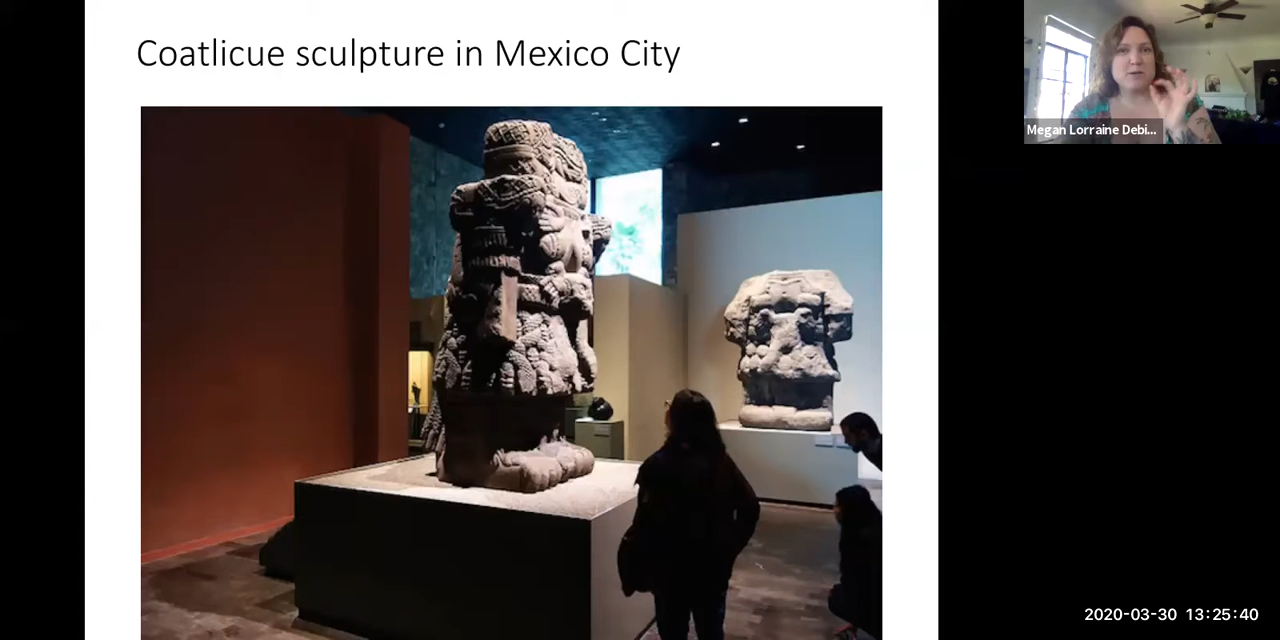 Coatlicue sculpture in Mexico City
Megan Lorraine Debi...
2020-03-30 13:25:40